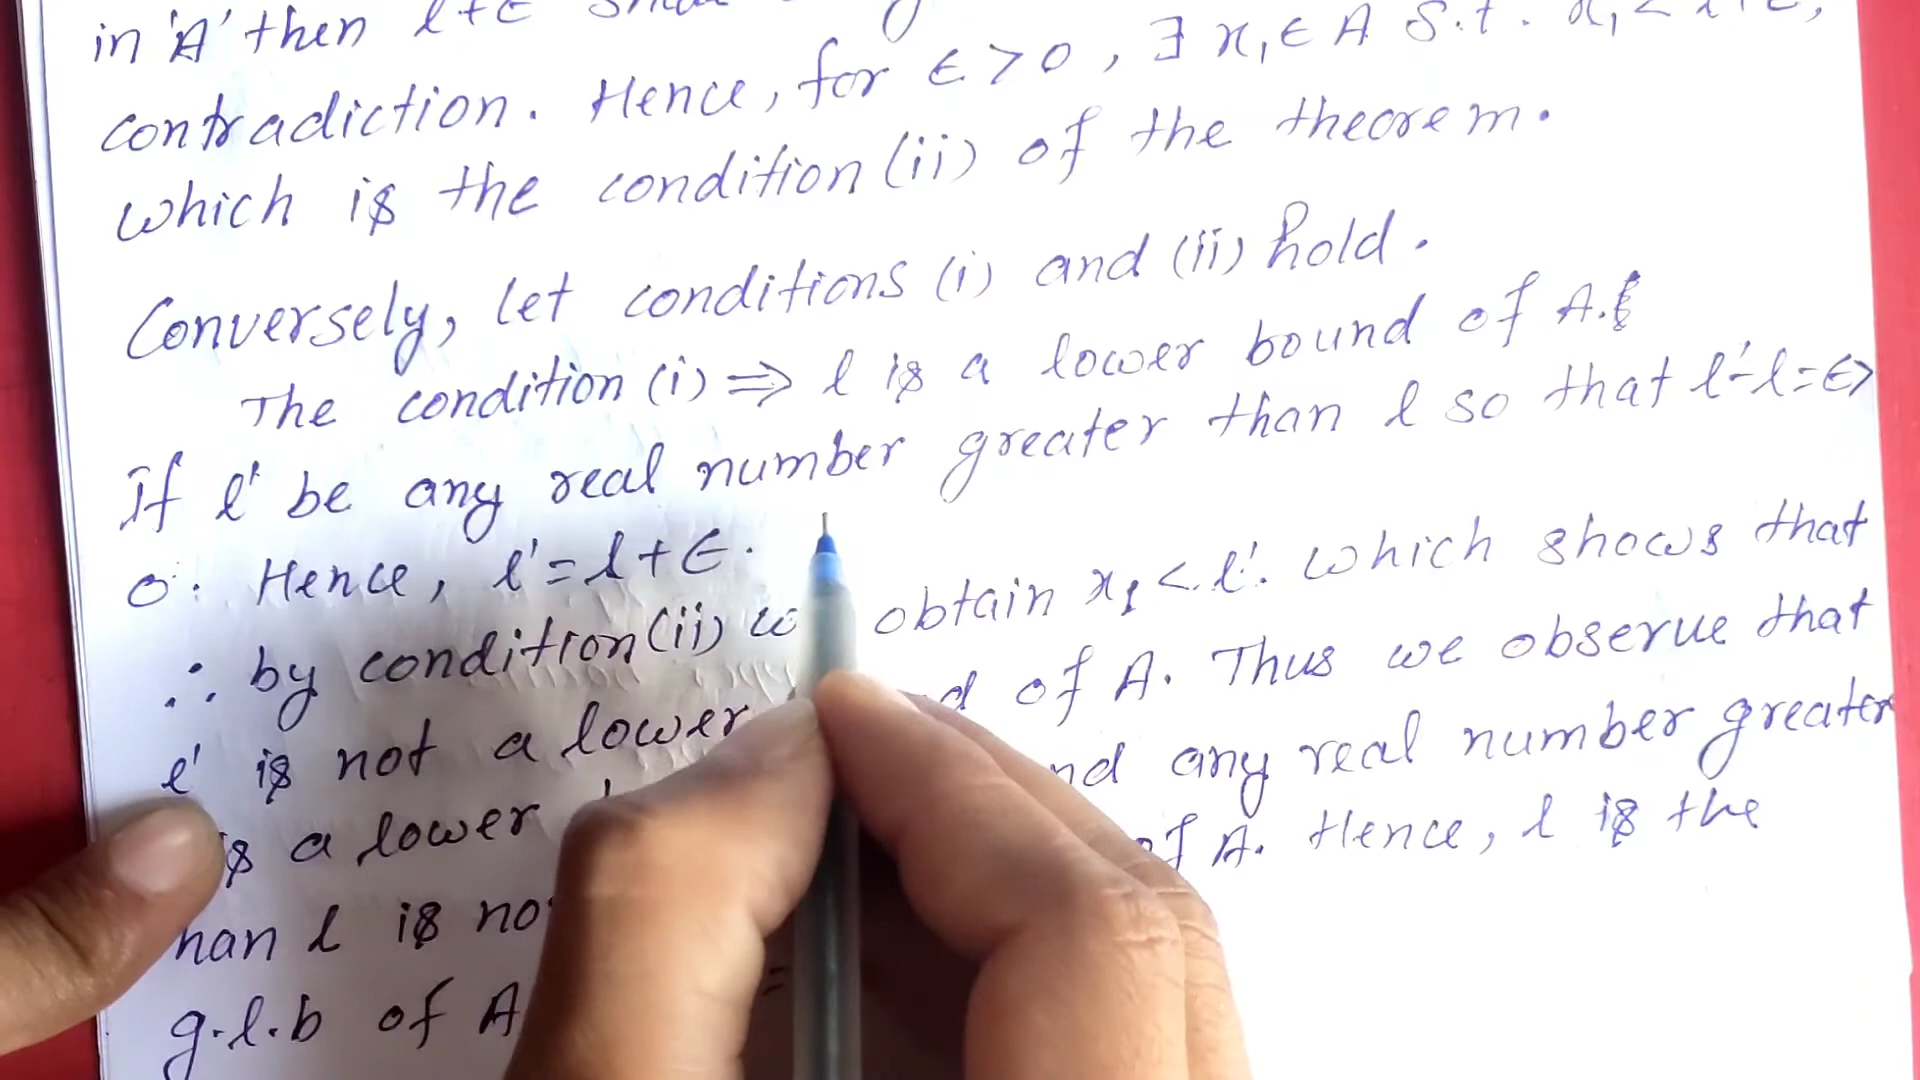 in 'A' then l+ε
contradiction. Hence, for ε>0, ∃ x₁∈A s.t. x₁<l+ε,
which is the condition (ii) of the theorem.
Conversely, let conditions (i) and (ii) hold.
The condition (i) ⇒ l is a lower bound of A.
If l' be any real number greater than l so that l'-l=ε>
0. Hence, l'=l+ε.
∴ by condition (ii) obtain x₁<l'. which shows that
l' is not a lower of A. Thus we observe that
a lower any real number greater
l is of A. Hence, l is the
g.l.b of A